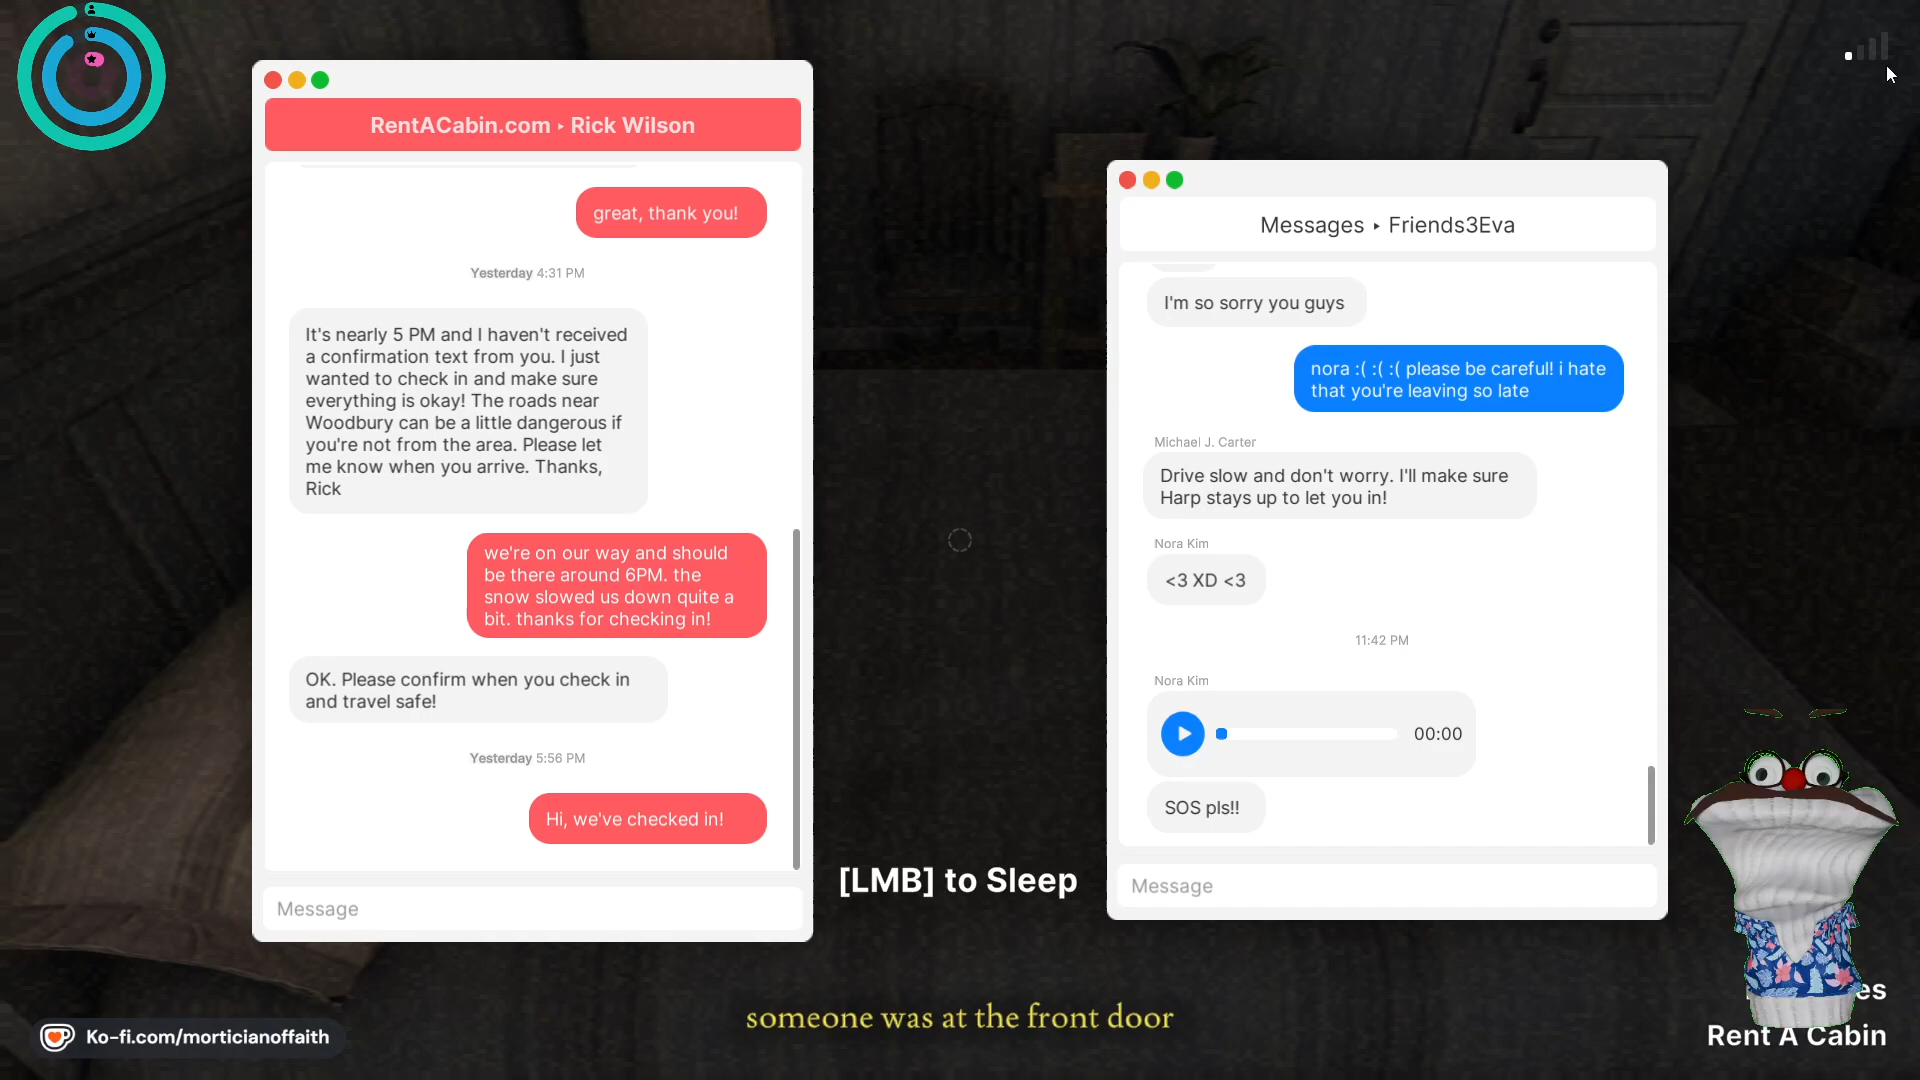 RentACabin.com ▸ Rick Wilson
great, thank you!
Yesterday 4:31 PM
It's nearly 5 PM and I haven't received
a confirmation text from you. I just
wanted to check in and make sure
everything is okay! The roads near
Woodbury can be a little dangerous if
you're not from the area. Please let
me know when you arrive. Thanks,
Rick
we're on our way and should
be there around 6PM. the
snow slowed us down quite a
bit. thanks for checking in!
OK. Please confirm when you check in
and travel safe!
Yesterday 5:56 PM
Hi, we've checked in!
Message
Messages ▸ Friends3Eva
I'm so sorry you guys
nora :( :( :( please be careful! i hate
that you're leaving so late
Michael J. Carter
Drive slow and don't worry. I'll make sure
Harp stays up to let you in!
Nora Kim
<3 XD <3
11:42 PM
Nora Kim
00:00
SOS pls!!
Message
[LMB] to Sleep
someone was at the front door
Ko-fi.com/morticianoffaith
Rent A Cabin